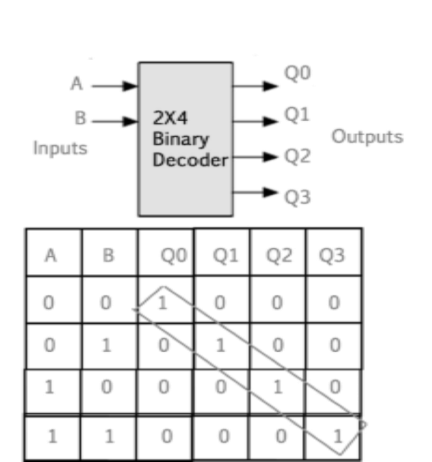 A
B
Inputs
2X4
Binary
Decoder
Q0
Q1
Q2
Q3
Outputs
A B Q0 Q1 Q2 Q3
0 0 1 0 0 0
0 1 0 1 0 0
1 0 0 0 1 0
1 1 0 0 0 1